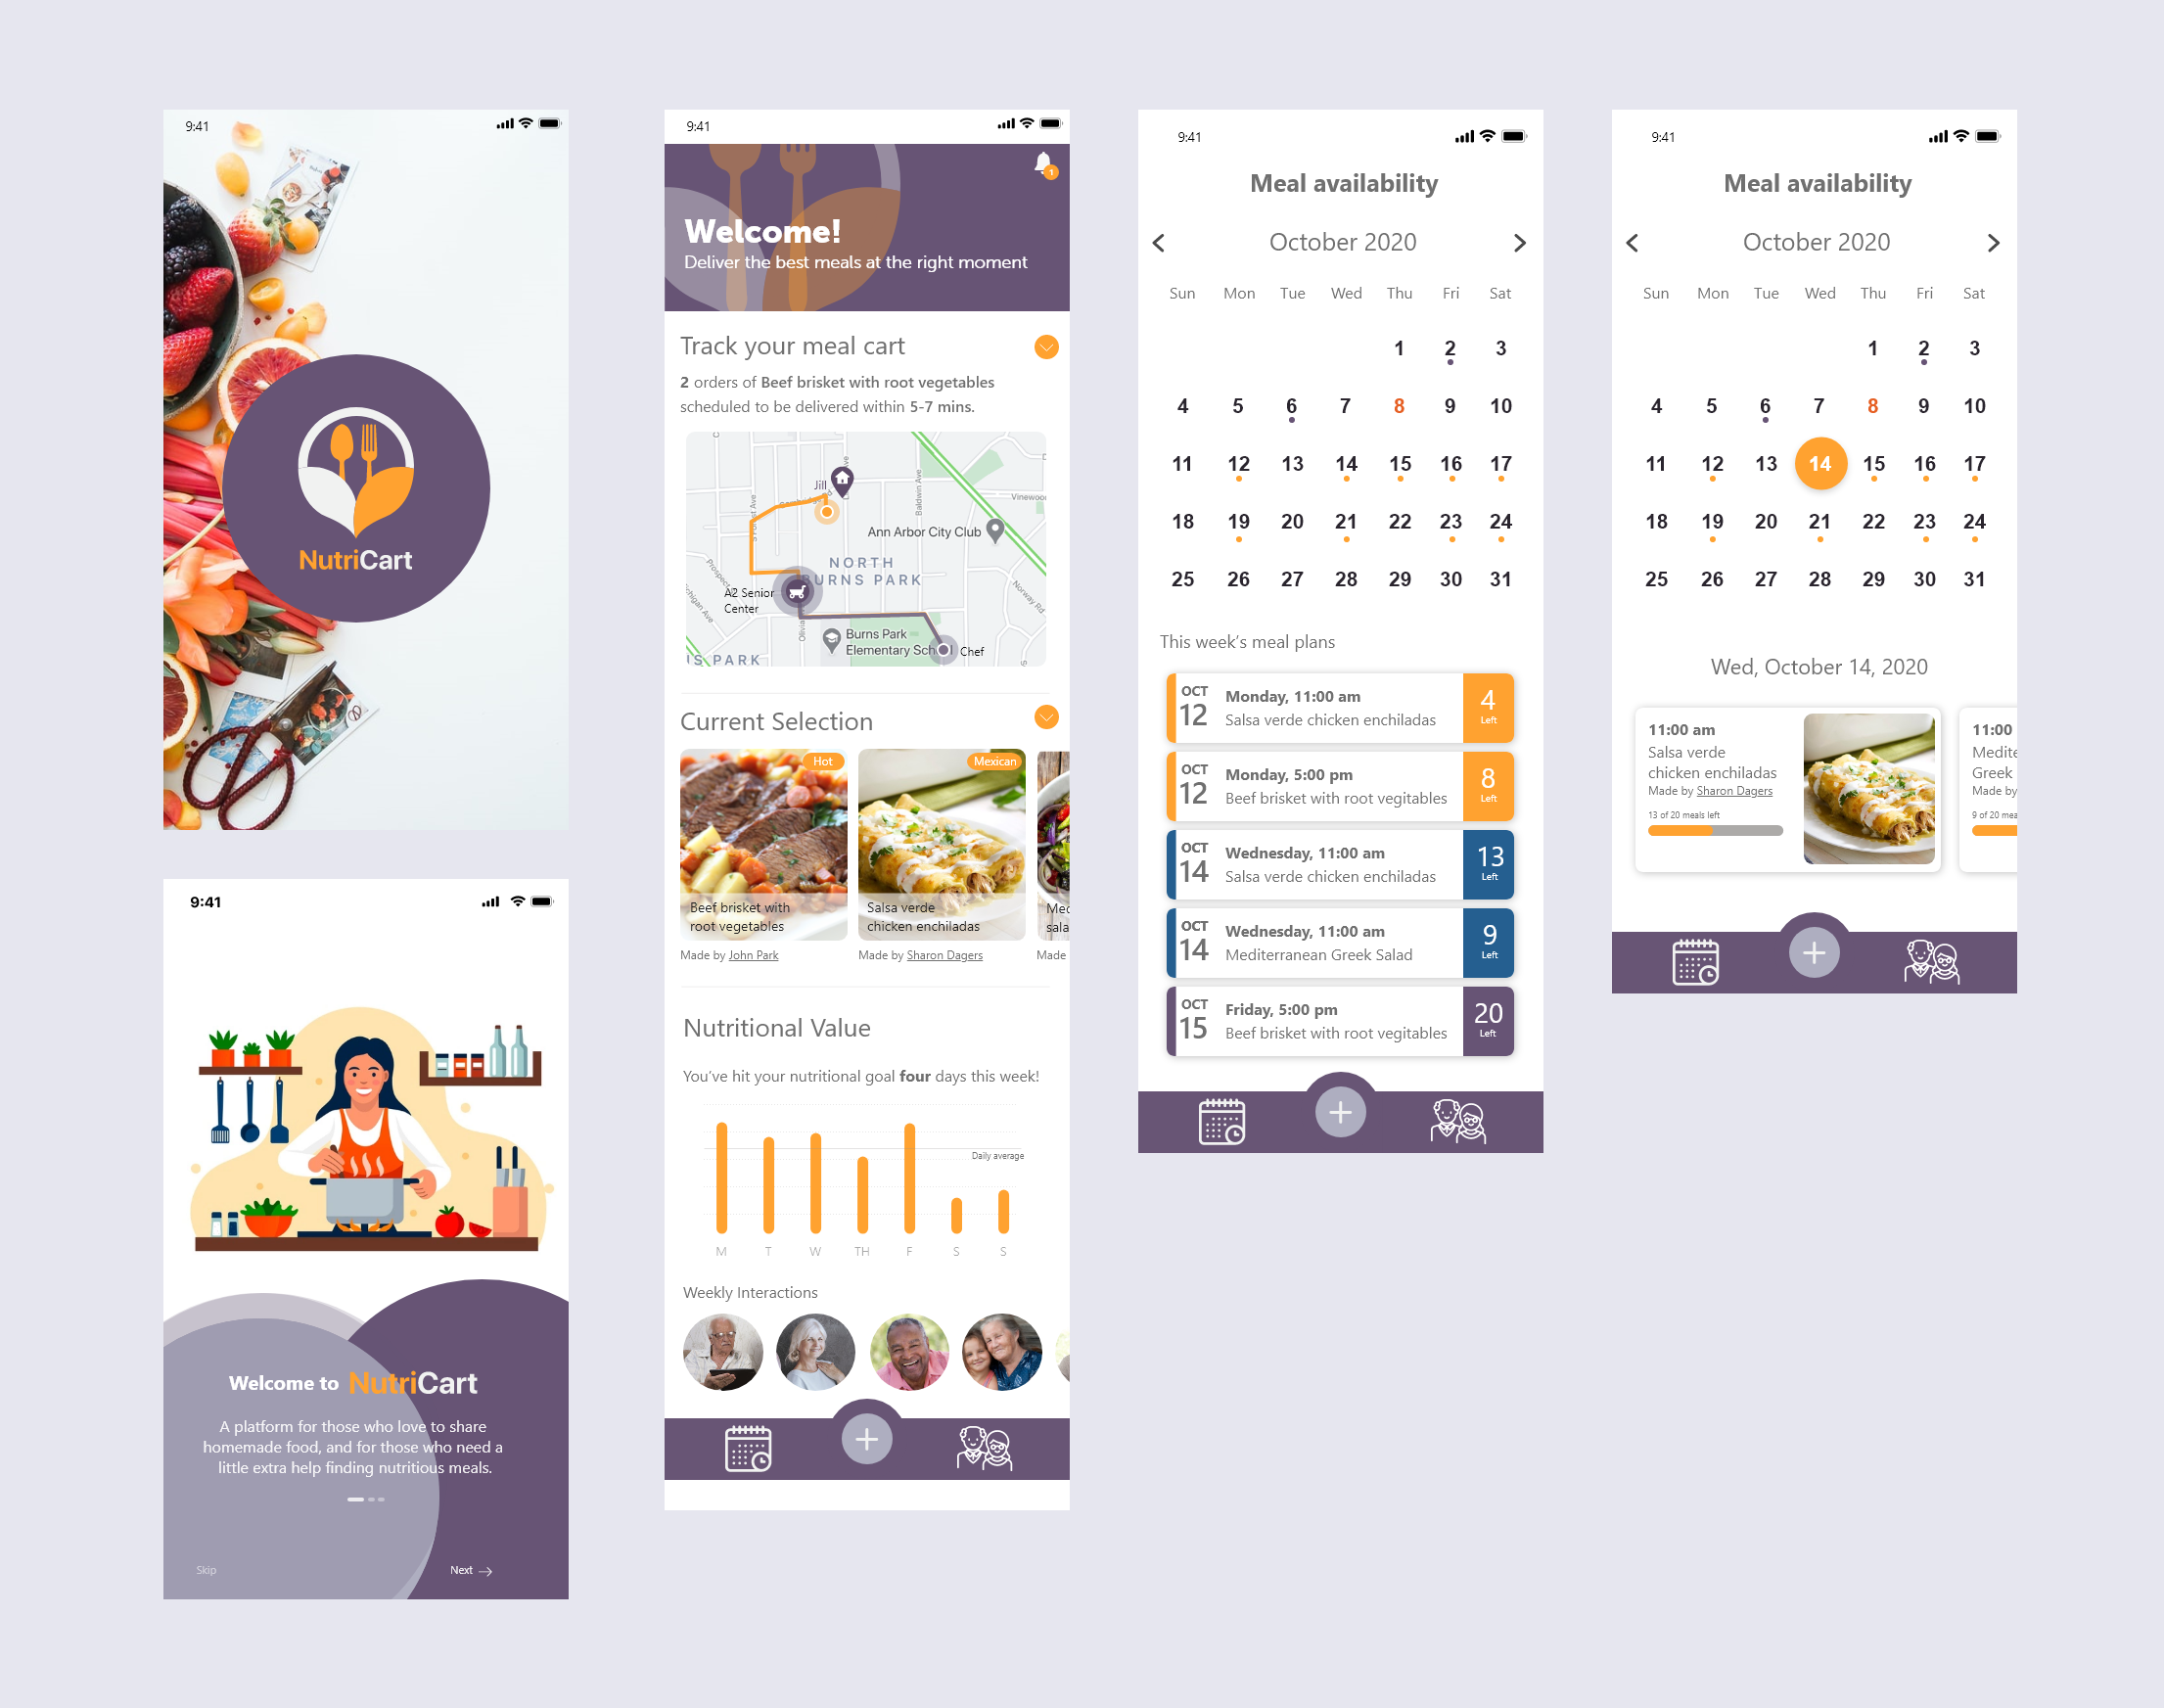 9:41
NutriCart
9:41
Welcome to NutriCart
A platform for those who love to share
homemade food, and for those who need a
little extra help finding nutritious meals.
Skip
Next
9:41
1
Welcome!
Deliver the best meals at the right moment
Track your meal cart
2 orders of Beef brisket with root vegetables
scheduled to be delivered within 5-7 mins.
Jill
Baldwin Ave
Vinewood
Ann Arbor City Club
NORTH
BURNS PARK
Prospect
A2 Senior
Center
Norway Rd
Burns Park
Elementary School
Chef
NS PARK
Current Selection
Hot
Mexican
Beef brisket with
root vegetables
Salsa verde
chicken enchiladas
Med
sala
Made by John Park
Made by Sharon Dagers
Made
Nutritional Value
You've hit your nutritional goal four days this week!
Daily average
M T W TH F S S
Weekly Interactions
9:41
Meal availability
October 2020
Sun Mon Tue Wed Thu Fri Sat
1 2 3
4 5 6 7 8 9 10
11 12 13 14 15 16 17
18 19 20 21 22 23 24
25 26 27 28 29 30 31
This week's meal plans
OCT
12
Monday, 11:00 am
Salsa verde chicken enchiladas
4
Left
OCT
12
Monday, 5:00 pm
Beef brisket with root vegitables
8
Left
OCT
14
Wednesday, 11:00 am
Salsa verde chicken enchiladas
13
Left
OCT
14
Wednesday, 11:00 am
Mediterranean Greek Salad
9
Left
OCT
15
Friday, 5:00 pm
Beef brisket with root vegitables
20
Left
9:41
Meal availability
October 2020
Sun Mon Tue Wed Thu Fri Sat
1 2 3
4 5 6 7 8 9 10
11 12 13 14 15 16 17
18 19 20 21 22 23 24
25 26 27 28 29 30 31
Wed, October 14, 2020
11:00 am
Salsa verde
chicken enchiladas
Made by Sharon Dagers
13 of 20 meals left
11:00
Medite
Greek
Made by
9 of 20 mea